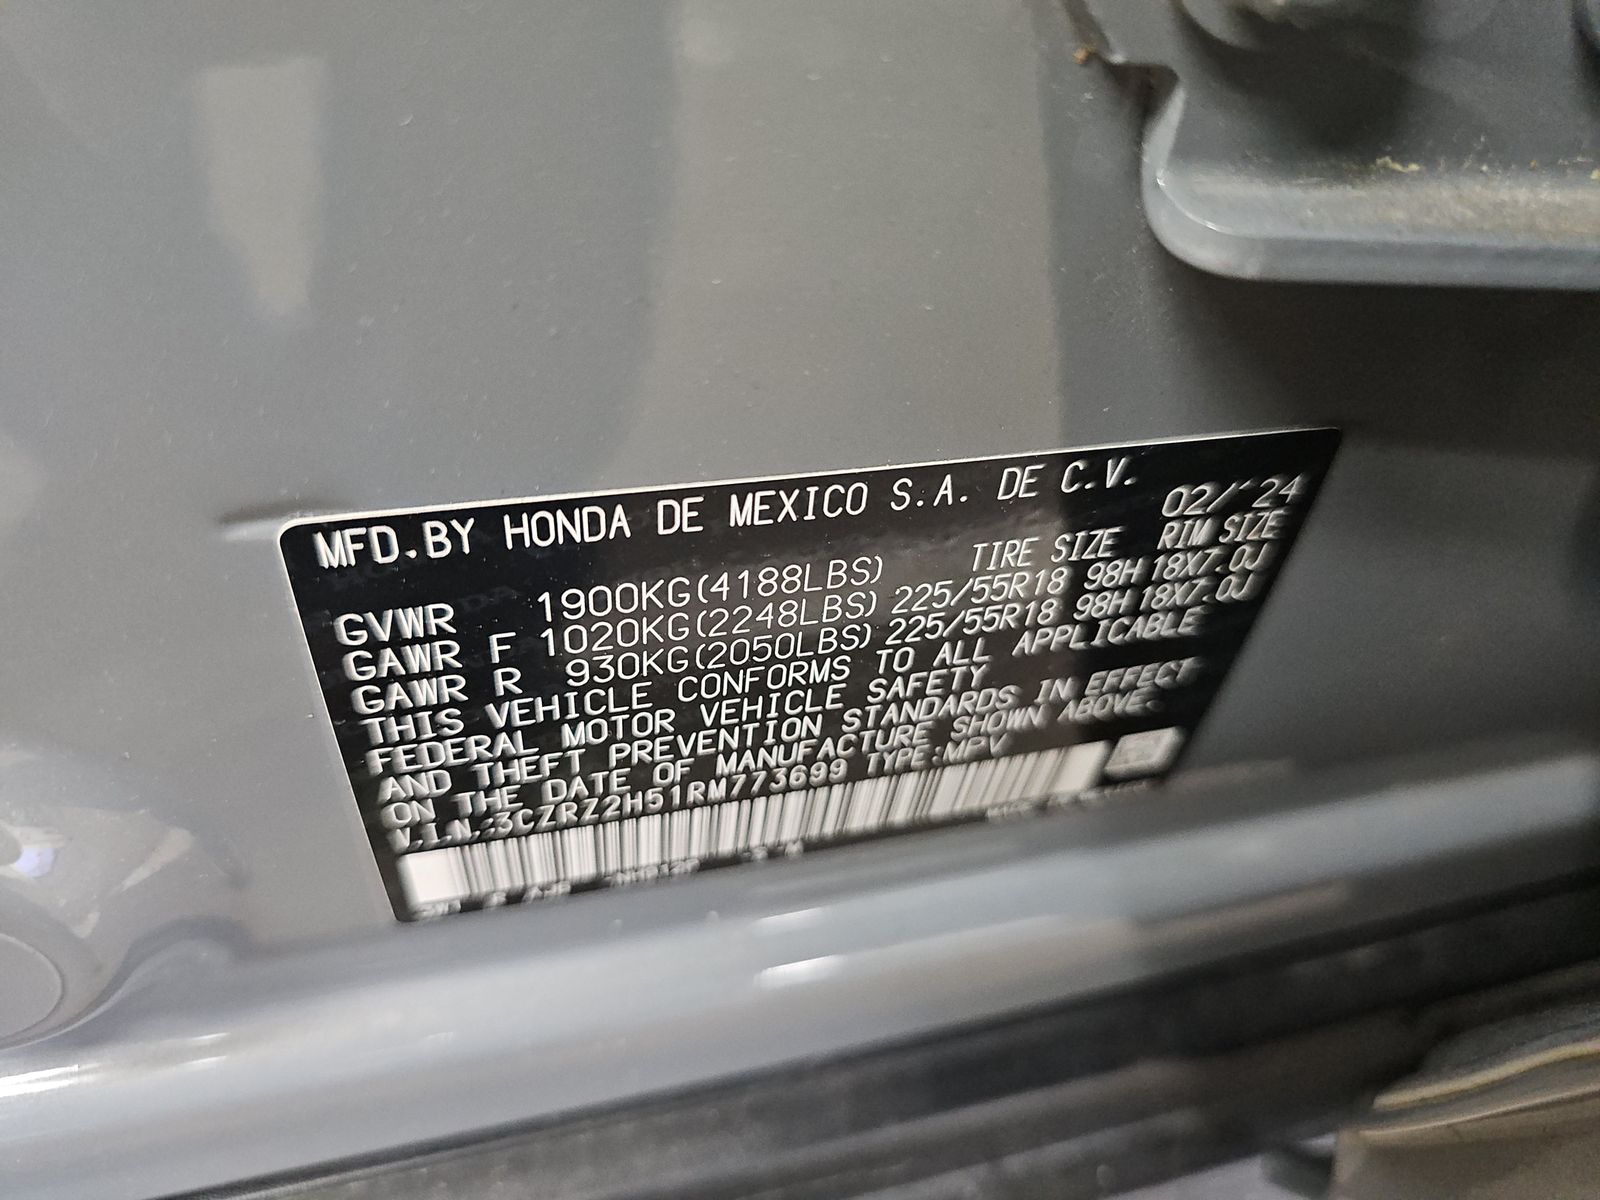 MFD. BY HONDA DE MEXICO S.A. DE C.V.
02/'24
TIRE SIZE RIM SIZE
GVWR 1900KG(4188LBS)
GAWR F 1020KG(2248LBS) 225/55R18 98H 18X7.0J
GAWR R 930KG(2050LBS) 225/55R18 98H 18X7.0J
THIS VEHICLE CONFORMS TO ALL APPLICABLE
FEDERAL MOTOR VEHICLE SAFETY
AND THEFT PREVENTION STANDARDS IN EFFECT
ON THE DATE OF MANUFACTURE SHOWN ABOVE.
V.I.N.:3CZRZ2H51RM773699 TYPE:MPV